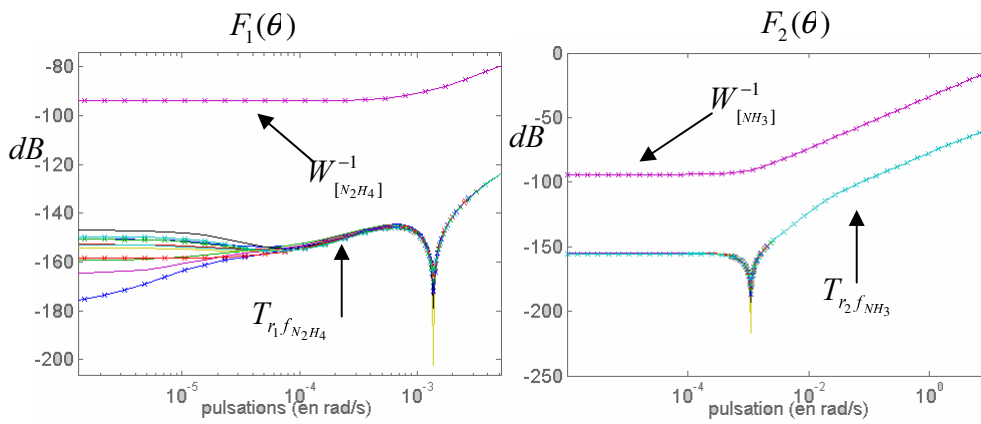 F₁(θ)
-80
-100
dB
-120
-140
-160
-180
-200
W⁻¹[N₂H₄]
T r₁ f N₂H₄
10⁻⁵ 10⁻⁴ 10⁻³
pulsations (en rad/s)
F₂(θ)
0
-50
dB
-100
-150
-200
-250
W⁻¹[NH₃]
T r₂ f NH₃
10⁻⁴ 10⁻² 10⁰
pulsation (en rad/s)